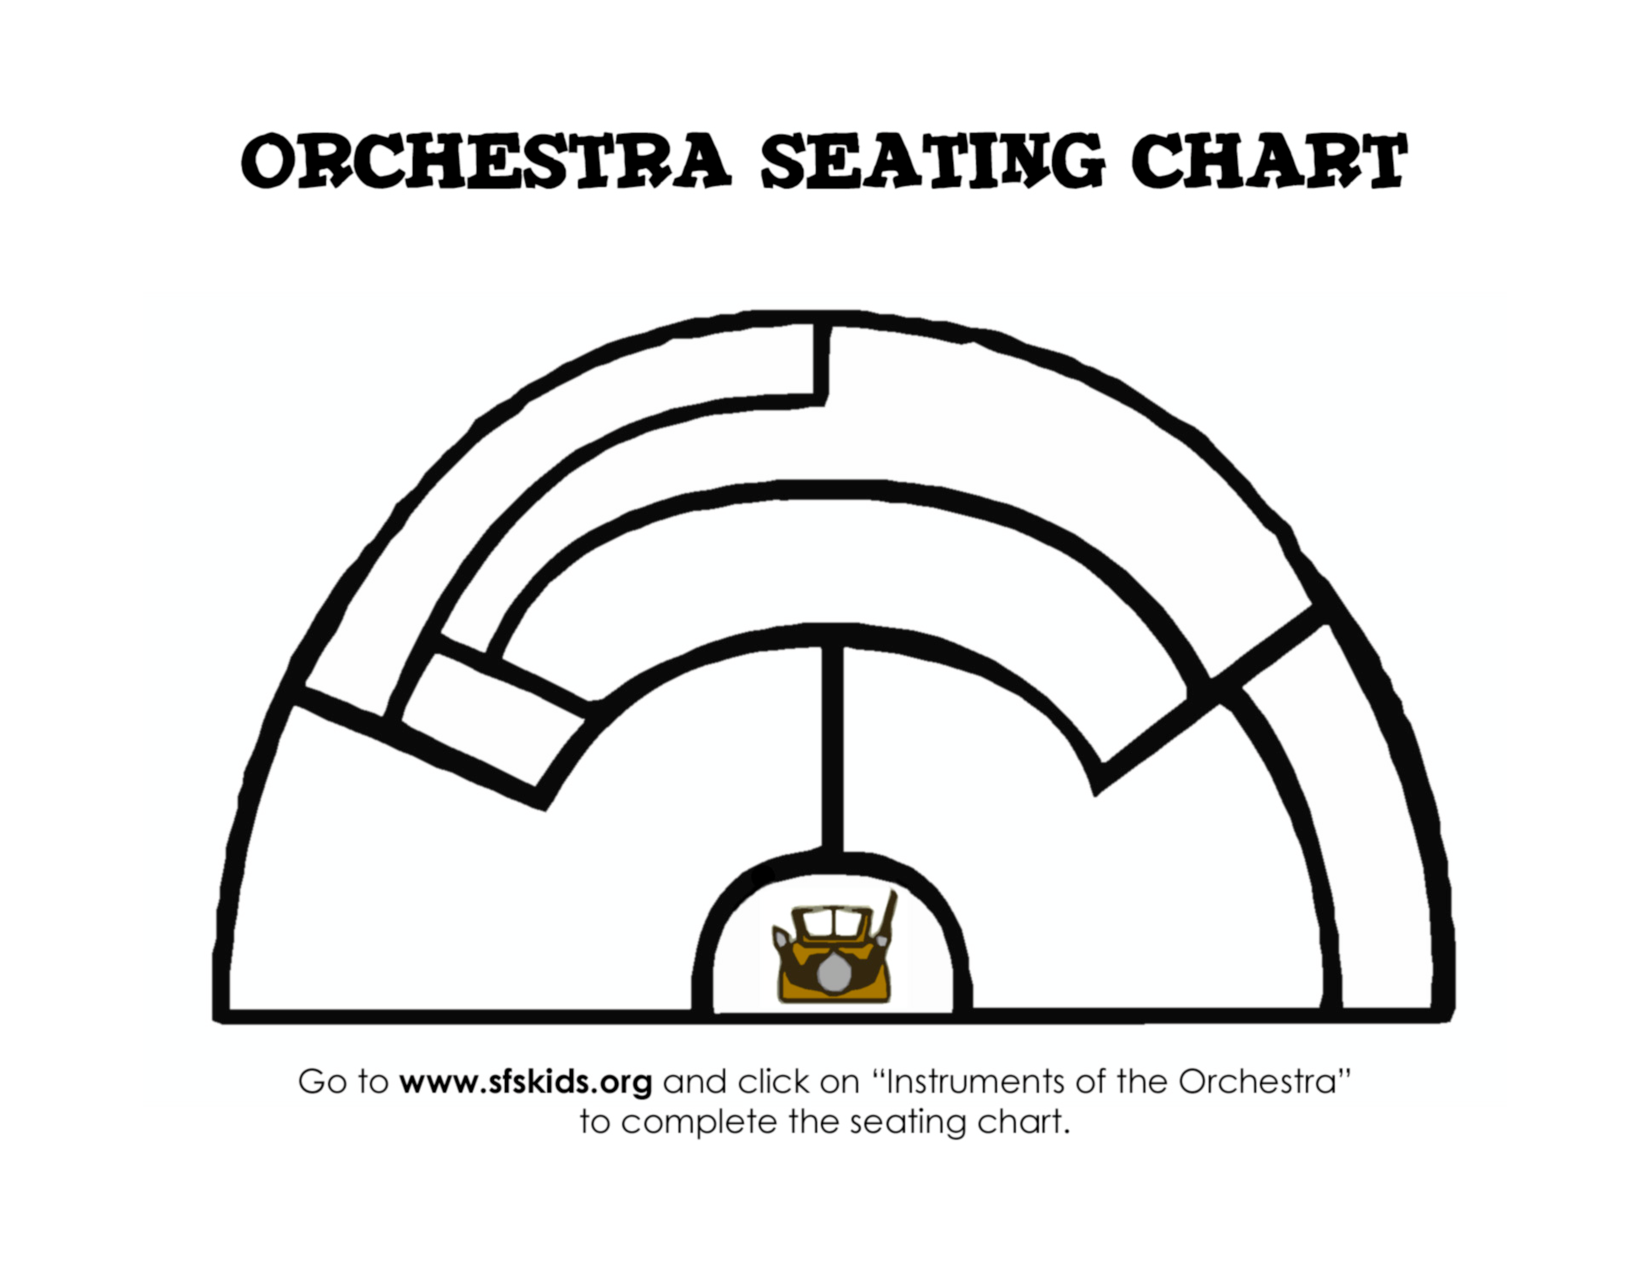 ORCHESTRA SEATING CHART
Go to www.sfskids.org and click on “Instruments of the Orchestra”
to complete the seating chart.